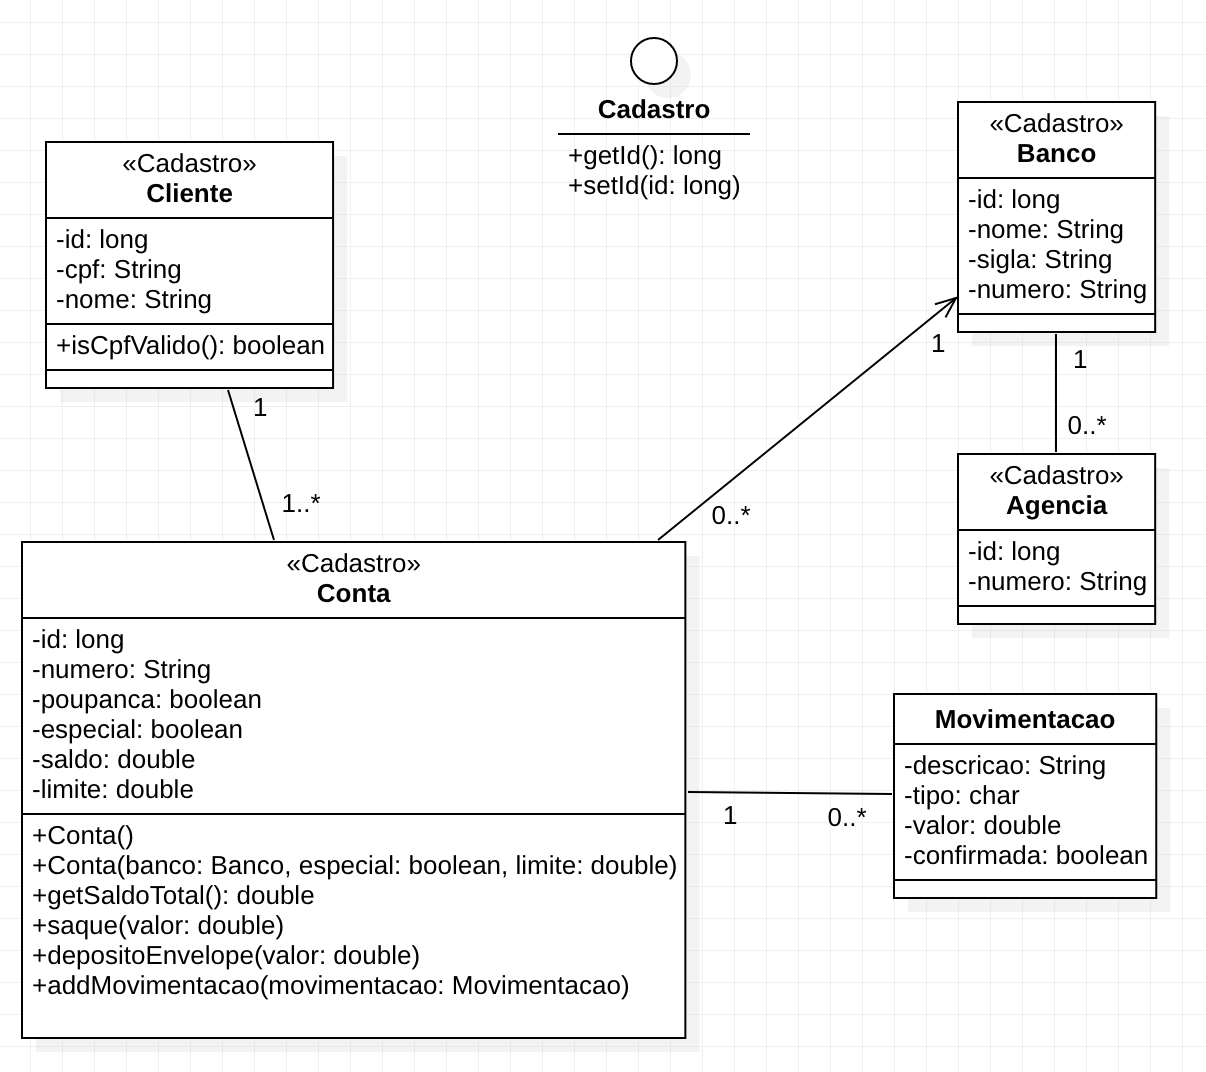 Cadastro
+getId(): long
+setId(id: long)
«Cadastro»
Cliente
-id: long
-cpf: String
-nome: String
+isCpfValido(): boolean
1
1..*
«Cadastro»
Banco
-id: long
-nome: String
-sigla: String
-numero: String
1
0..*
1
0..*
«Cadastro»
Agencia
-id: long
-numero: String
«Cadastro»
Conta
-id: long
-numero: String
-poupanca: boolean
-especial: boolean
-saldo: double
-limite: double
+Conta()
+Conta(banco: Banco, especial: boolean, limite: double)
+getSaldoTotal(): double
+saque(valor: double)
+depositoEnvelope(valor: double)
+addMovimentacao(movimentacao: Movimentacao)
1
0..*
Movimentacao
-descricao: String
-tipo: char
-valor: double
-confirmada: boolean